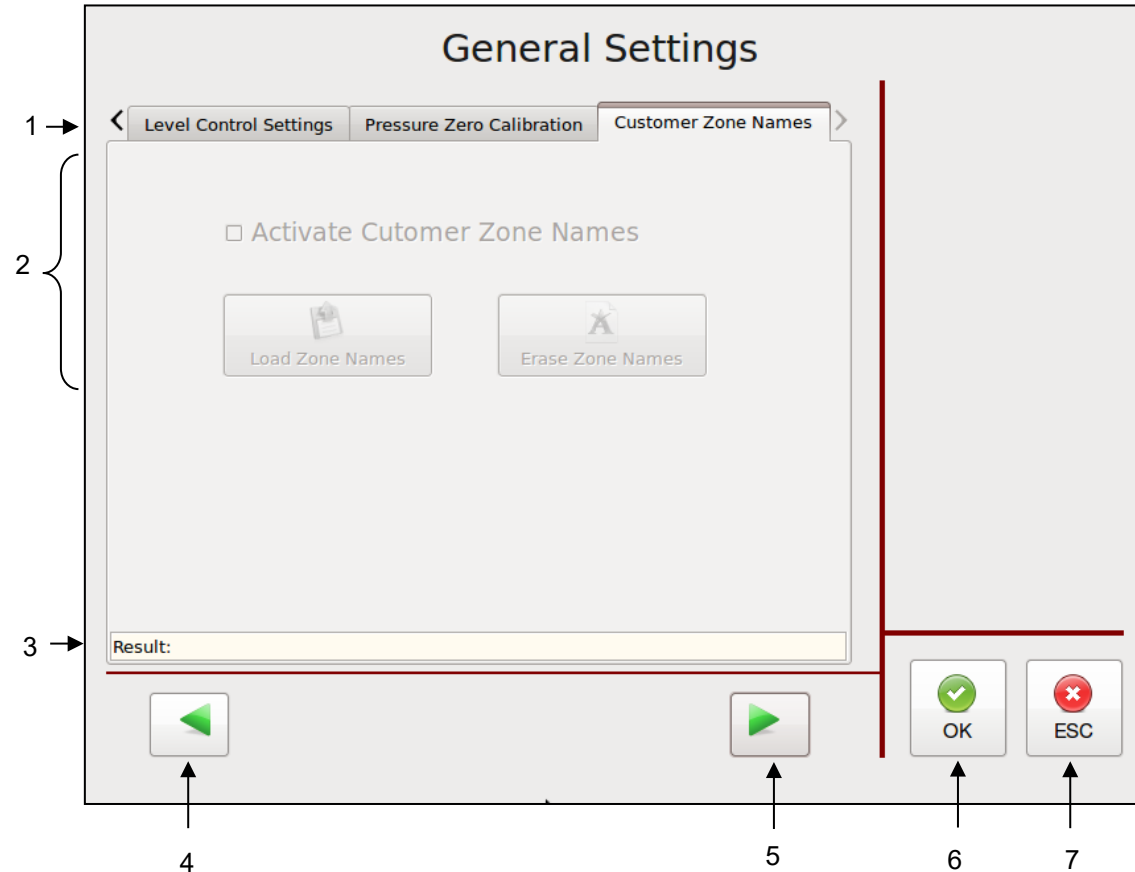 General Settings
1
Level Control Settings
Pressure Zero Calibration
Customer Zone Names
2
Activate Cutomer Zone Names
Load Zone Names
Erase Zone Names
3
Result:
OK
ESC
4
5
6
7